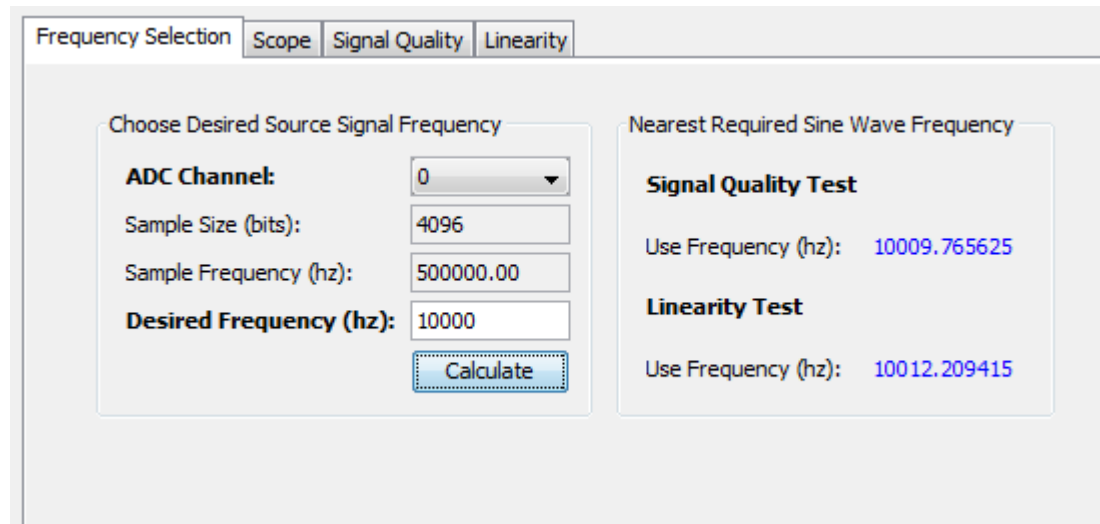 Frequency Selection Scope Signal Quality Linearity
Choose Desired Source Signal Frequency
ADC Channel: 0
Sample Size (bits): 4096
Sample Frequency (hz): 500000.00
Desired Frequency (hz): 10000
Calculate
Nearest Required Sine Wave Frequency
Signal Quality Test
Use Frequency (hz): 10009.765625
Linearity Test
Use Frequency (hz): 10012.209415